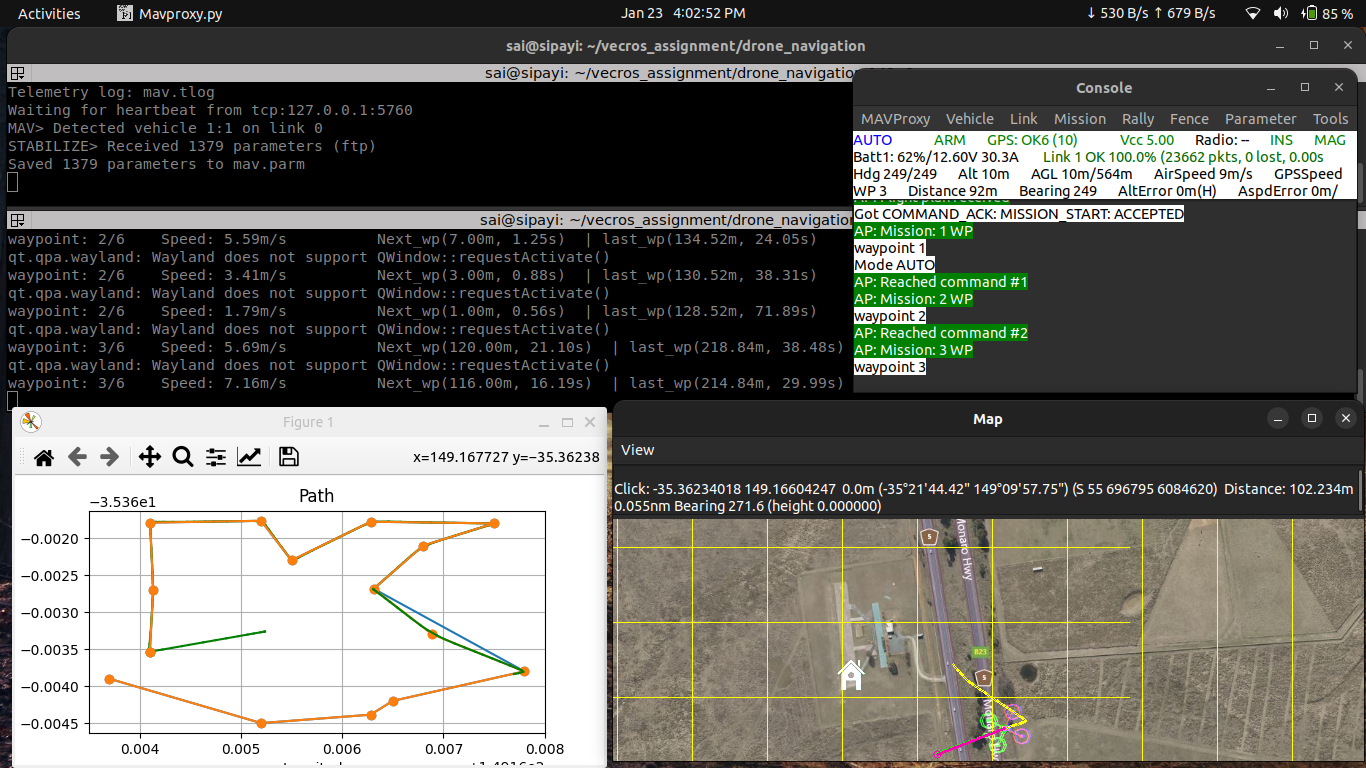 Activities Mavproxy.py Jan 23 4:02:52 PM ↓ 530 B/s ↑ 679 B/s 85 %
sai@sipayi: ~/vecros_assignment/drone_navigation
sai@sipayi: ~/vecros_assignment/drone_navigation
Telemetry log: mav.tlog
Waiting for heartbeat from tcp:127.0.0.1:5760
MAV> Detected vehicle 1:1 on link 0
STABILIZE> Received 1379 parameters (ftp)
Saved 1379 parameters to mav.parm
sai@sipayi: ~/vecros_assignment/drone_navigation
waypoint: 2/6 Speed: 5.59m/s Next_wp(7.00m, 1.25s) | last_wp(134.52m, 24.05s)
qt.qpa.wayland: Wayland does not support QWindow::requestActivate()
waypoint: 2/6 Speed: 3.41m/s Next_wp(3.00m, 0.88s) | last_wp(130.52m, 38.31s)
qt.qpa.wayland: Wayland does not support QWindow::requestActivate()
waypoint: 2/6 Speed: 1.79m/s Next_wp(1.00m, 0.56s) | last_wp(128.52m, 71.89s)
qt.qpa.wayland: Wayland does not support QWindow::requestActivate()
waypoint: 3/6 Speed: 5.69m/s Next_wp(120.00m, 21.10s) | last_wp(218.84m, 38.48s)
qt.qpa.wayland: Wayland does not support QWindow::requestActivate()
waypoint: 3/6 Speed: 7.16m/s Next_wp(116.00m, 16.19s) | last_wp(214.84m, 29.99s)
Console
MAVProxy Vehicle Link Mission Rally Fence Parameter Tools
AUTO ARM GPS: OK6 (10) Vcc 5.00 Radio: -- INS MAG
Batt1: 62%/12.60V 30.3A Link 1 OK 100.0% (23662 pkts, 0 lost, 0.00s
Hdg 249/249 Alt 10m AGL 10m/564m AirSpeed 9m/s GPSSpeed
WP 3 Distance 92m Bearing 249 AltError 0m(H) AspdError 0m/
AP: Flight plan received
Got COMMAND_ACK: MISSION_START: ACCEPTED
AP: Mission: 1 WP
waypoint 1
Mode AUTO
AP: Reached command #1
AP: Mission: 2 WP
waypoint 2
AP: Reached command #2
AP: Mission: 3 WP
waypoint 3
Figure 1
x=149.167727 y=−35.36238
Path
−3.536e1
−0.0020
−0.0025
−0.0030
−0.0035
−0.0040
−0.0045
0.004 0.005 0.006 0.007 0.008
Map
View
Click: -35.36234018 149.16604247 0.0m (-35°21'44.42" 149°09'57.75") (S 55 696795 6084620) Distance: 102.234m
0.055nm Bearing 271.6 (height 0.000000)
S
Monaro Hwy
B23
S